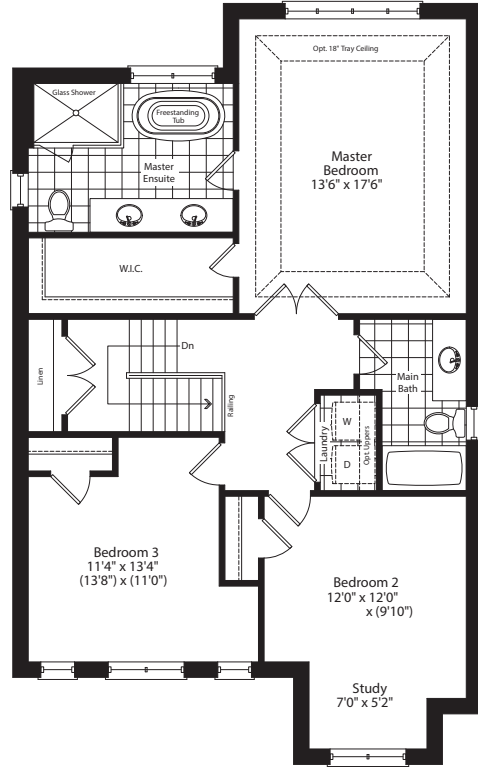 Opt. 18" Tray Ceiling
Glass Shower
Freestanding
Tub
Master
Ensuite
Master
Bedroom
13'6" x 17'6"
W.I.C.
Linen
Dn
Railing
Main
Bath
Laundry
W
D
Opt Uppers
Bedroom 3
11'4" x 13'4"
(13'8") x (11'0")
Bedroom 2
12'0" x 12'0"
x (9'10")
Study
7'0" x 5'2"